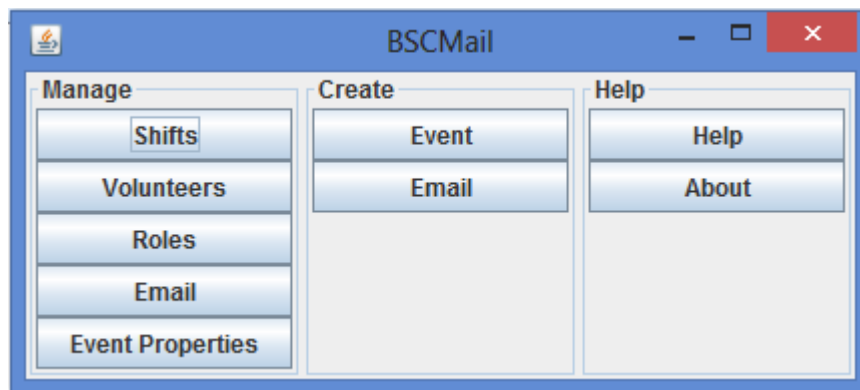 BSCMail
Manage
Shifts
Volunteers
Roles
Email
Event Properties
Create
Event
Email
Help
Help
About